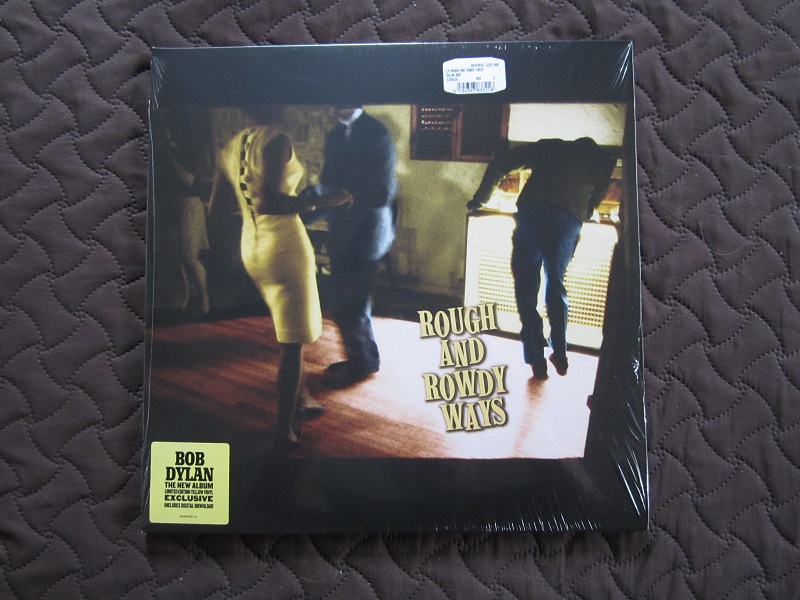 ROUGH
AND
ROWDY
WAYS
BOB
DYLAN
THE NEW ALBUM
LIMITED EDITION YELLOW VINYL
EXCLUSIVE
INCLUDES DIGITAL DOWNLOAD